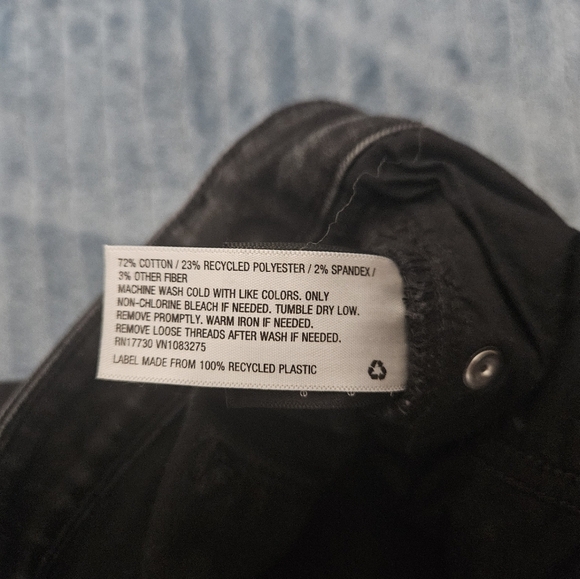 72% COTTON / 23% RECYCLED POLYESTER / 2% SPANDEX /
3% OTHER FIBER
MACHINE WASH COLD WITH LIKE COLORS. ONLY
NON-CHLORINE BLEACH IF NEEDED. TUMBLE DRY LOW.
REMOVE PROMPTLY. WARM IRON IF NEEDED.
REMOVE LOOSE THREADS AFTER WASH IF NEEDED.
RN17730 VN1083275
LABEL MADE FROM 100% RECYCLED PLASTIC